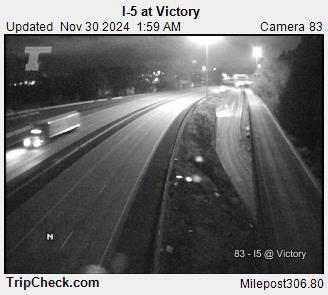 I-5 at Victory
Updated Nov 30 2024 1:59 AM Camera 83
T
N
83 - I5 @ Victory
TripCheck.com Milepost306.80